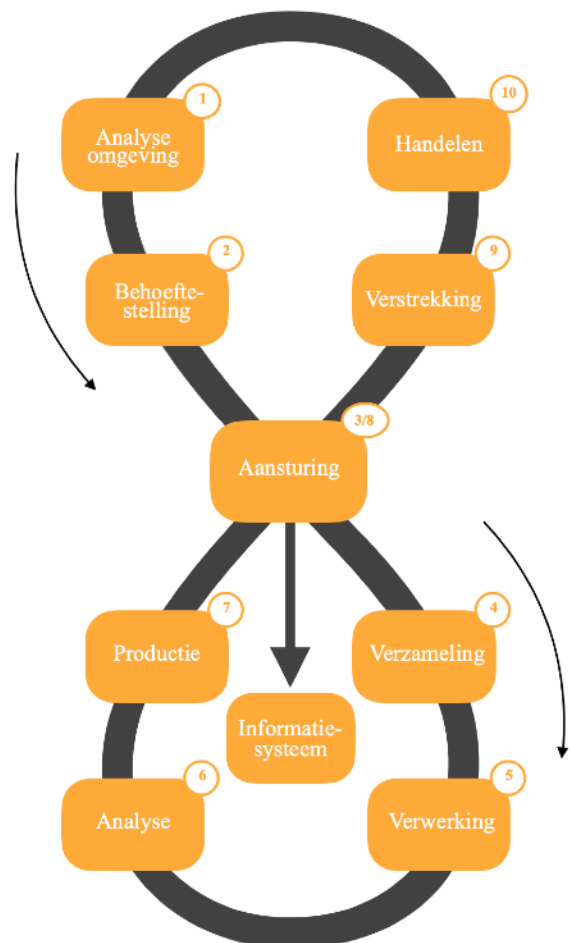 1
Analyse
omgeving
2
Behoefte-
stelling
3/8
Aansturing
4
Verzameling
5
Verwerking
6
Analyse
7
Productie
Informatie-
systeem
9
Verstrekking
10
Handelen